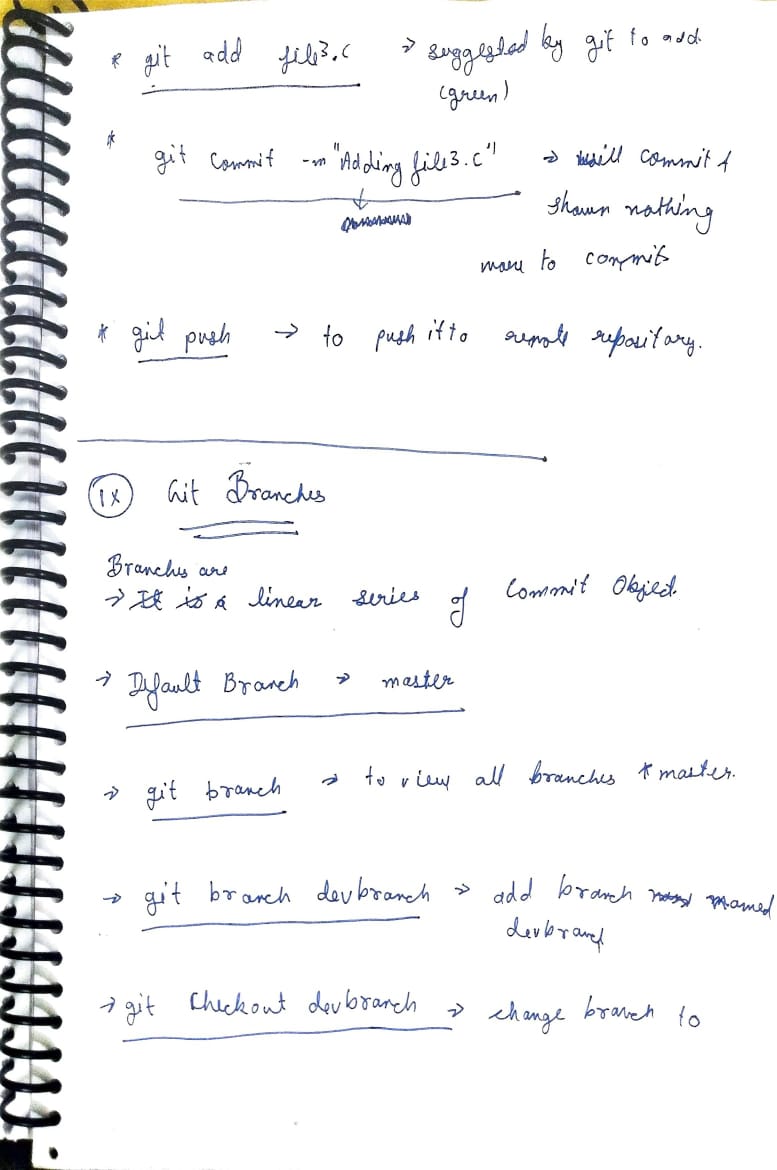 * git add file3.c → suggested by git to add.
(green)
*
git commit -m "Adding file3.c" → will commit &
shown nothing
more to commit
* git push → to push it to remote repository.
IX Git Branches
Branches are
→ It is a linear series of Commit Object.
→ Default Branch → master
→ git branch → to view all branches * master.
→ git branch devbranch → add branch named
devbranch
→ git Checkout devbranch → change branch to